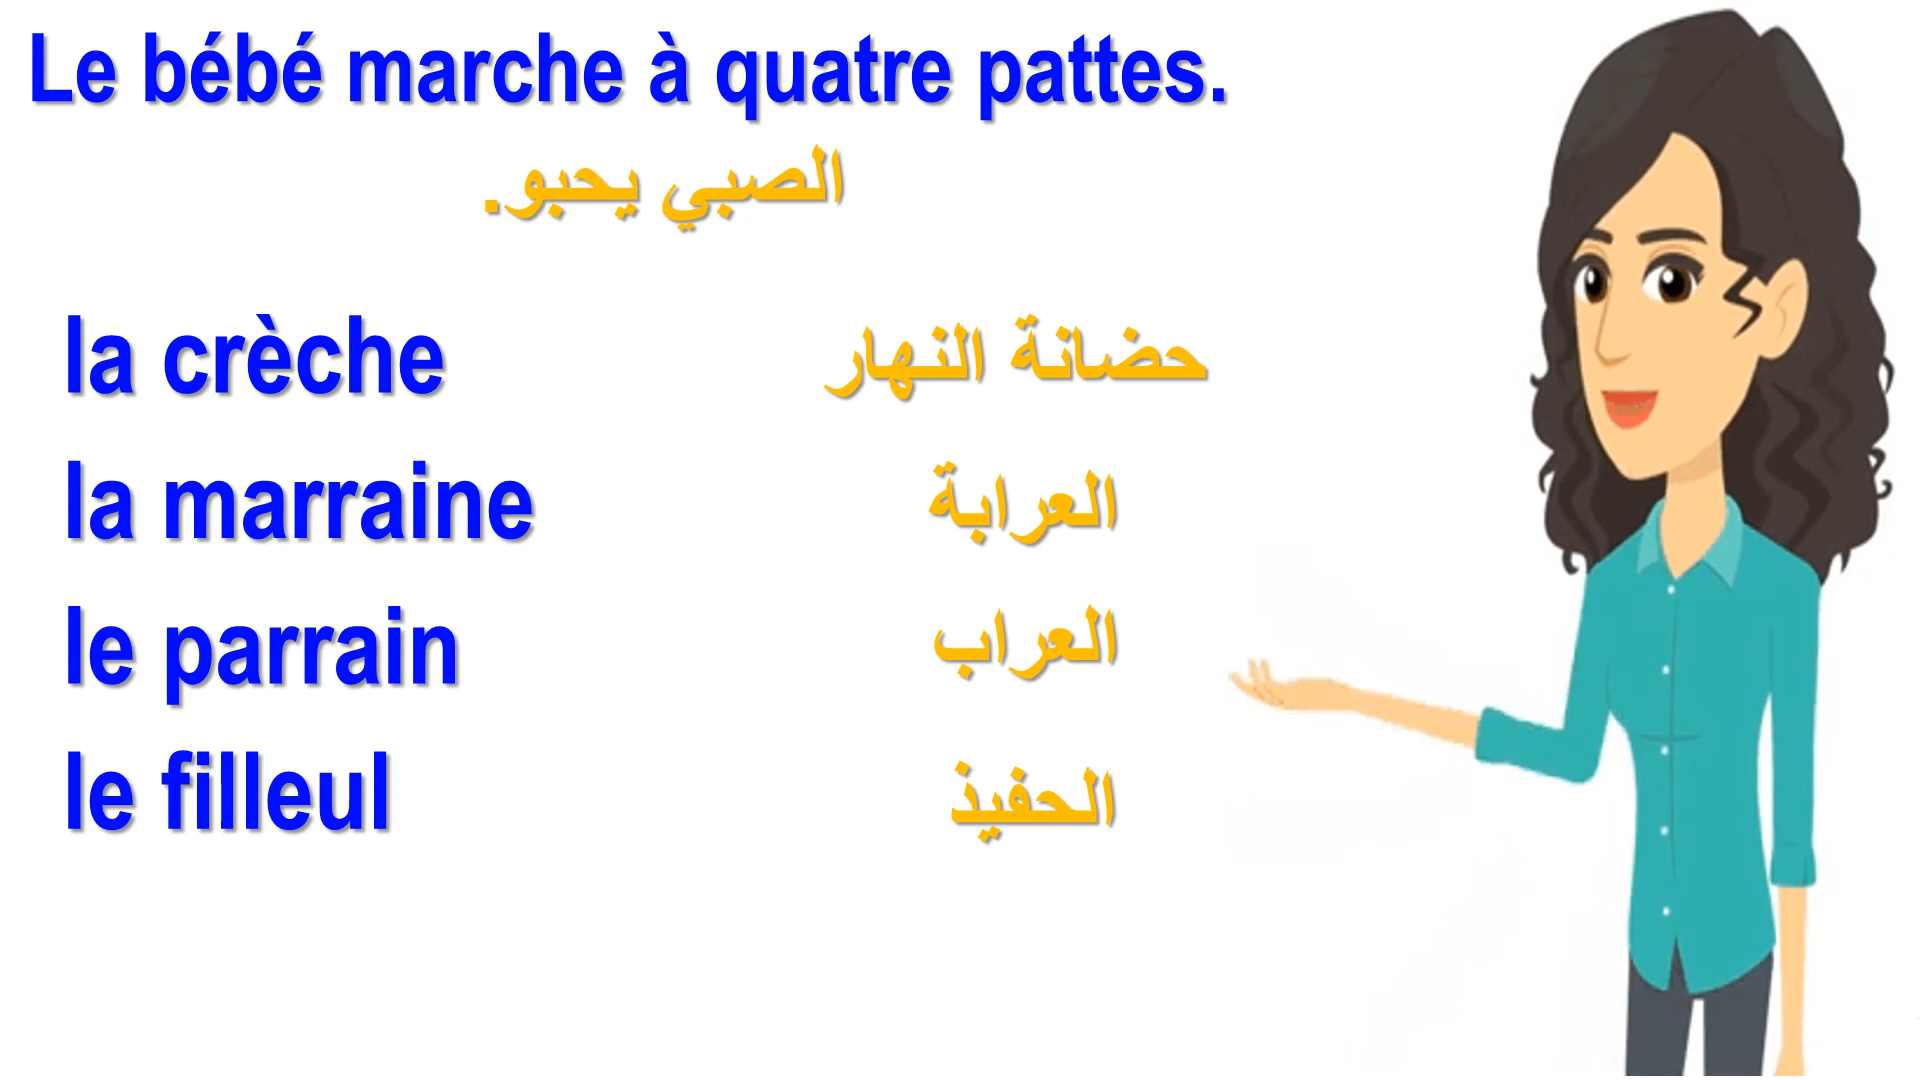 Le bébé marche à quatre pattes.
الصبي يحبو.
la crèche حضانة النهار
la marraine العرابة
le parrain العراب
le filleul الحفيذ